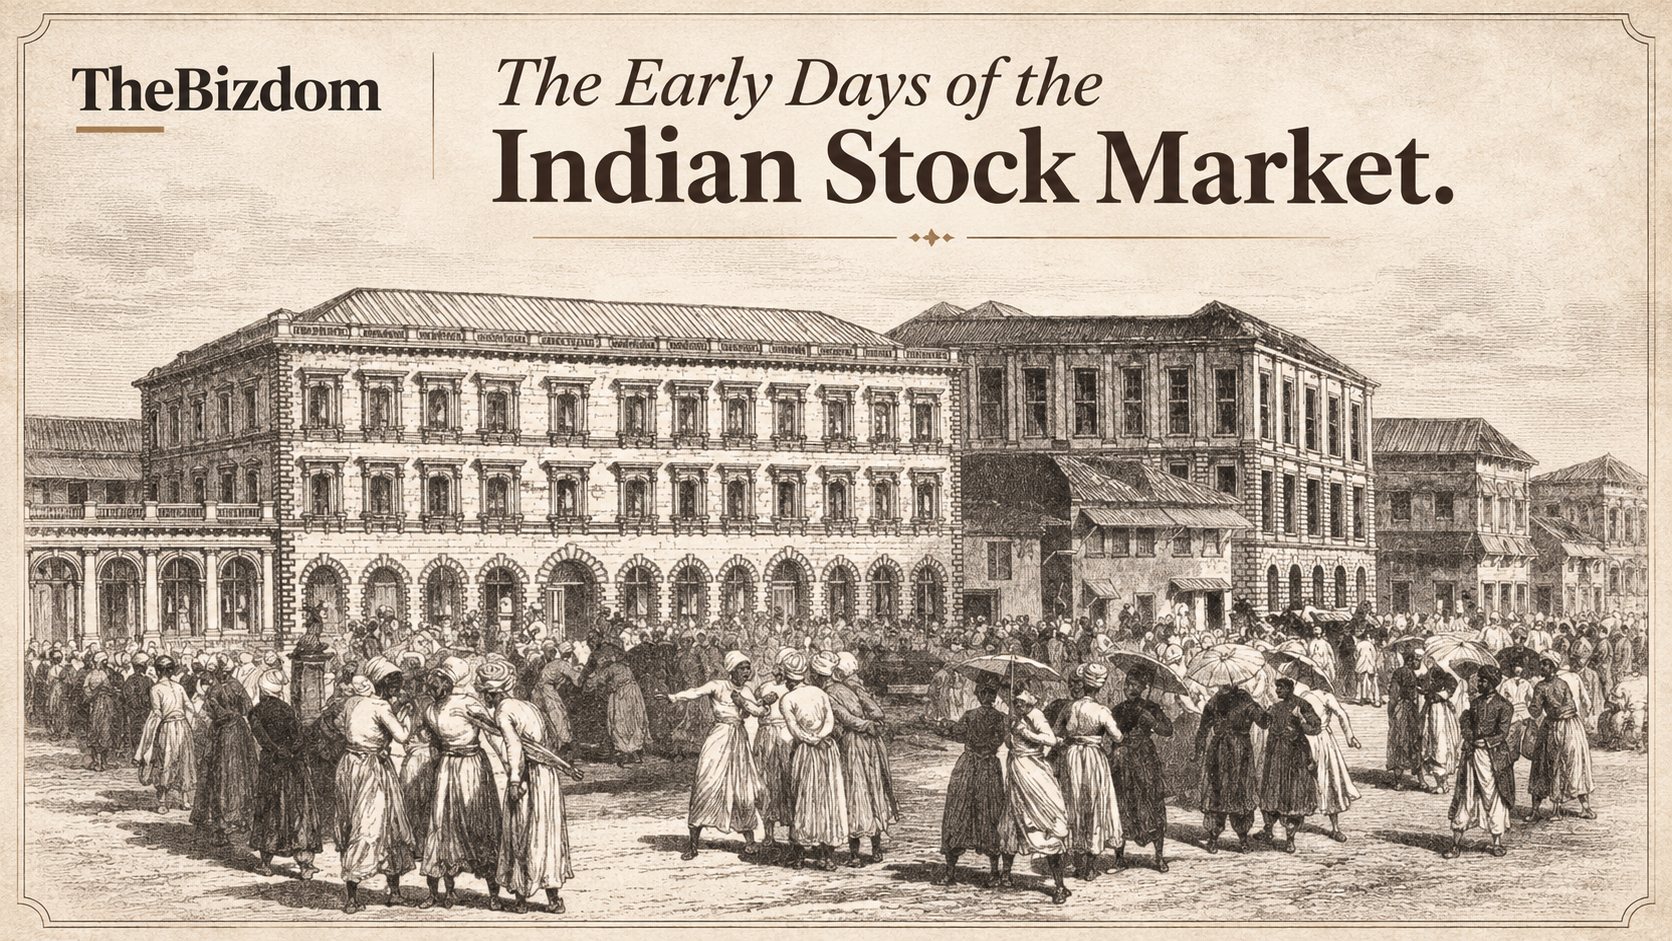 TheBizdom
The Early Days of the
Indian Stock Market.